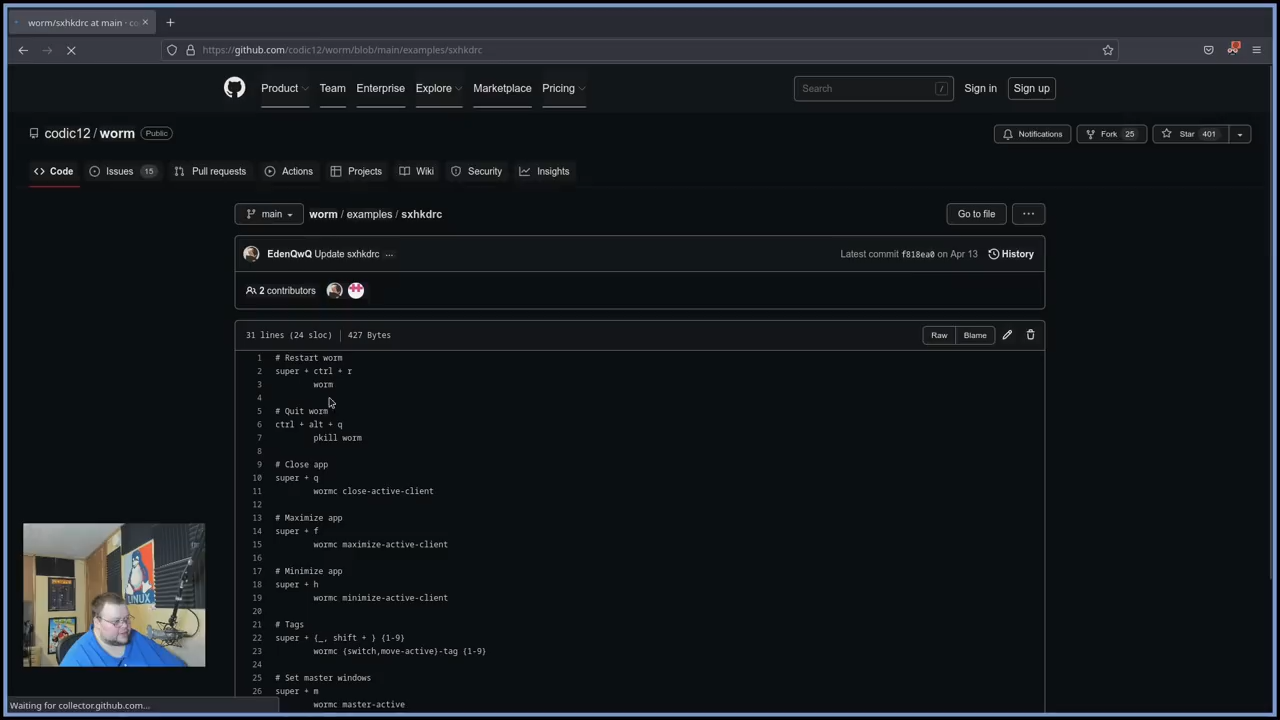 worm/sxhkdrc at main · co
https://github.com/codic12/worm/blob/main/examples/sxhkdrc
Product Team Enterprise Explore Marketplace Pricing Search / Sign in Sign up
codic12 / worm Public Notifications Fork 25 Star 401
Code Issues 15 Pull requests Actions Projects Wiki Security Insights
main worm / examples / sxhkdrc Go to file ...
EdenQwQ Update sxhkdrc ... Latest commit f818ea0 on Apr 13 History
2 contributors
31 lines (24 sloc) 427 Bytes Raw Blame
1 # Restart worm
2 super + ctrl + r
3 worm
4
5 # Quit worm
6 ctrl + alt + q
7 pkill worm
8
9 # Close app
10 super + q
11 wormc close-active-client
12
13 # Maximize app
14 super + f
15 wormc maximize-active-client
16
17 # Minimize app
18 super + h
19 wormc minimize-active-client
20
21 # Tags
22 super + {_, shift + } {1-9}
23 wormc {switch,move-active}-tag {1-9}
24
25 # Set master windows
26 super + m
wormc master-active
LINUX
Waiting for collector.github.com...